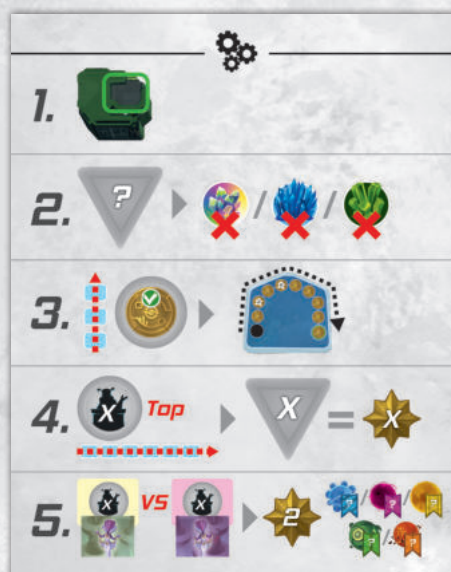 1.
2. ? / /
3.
4. X Top X = X
5. X VS X 2 ? / ? / ? ? / ?